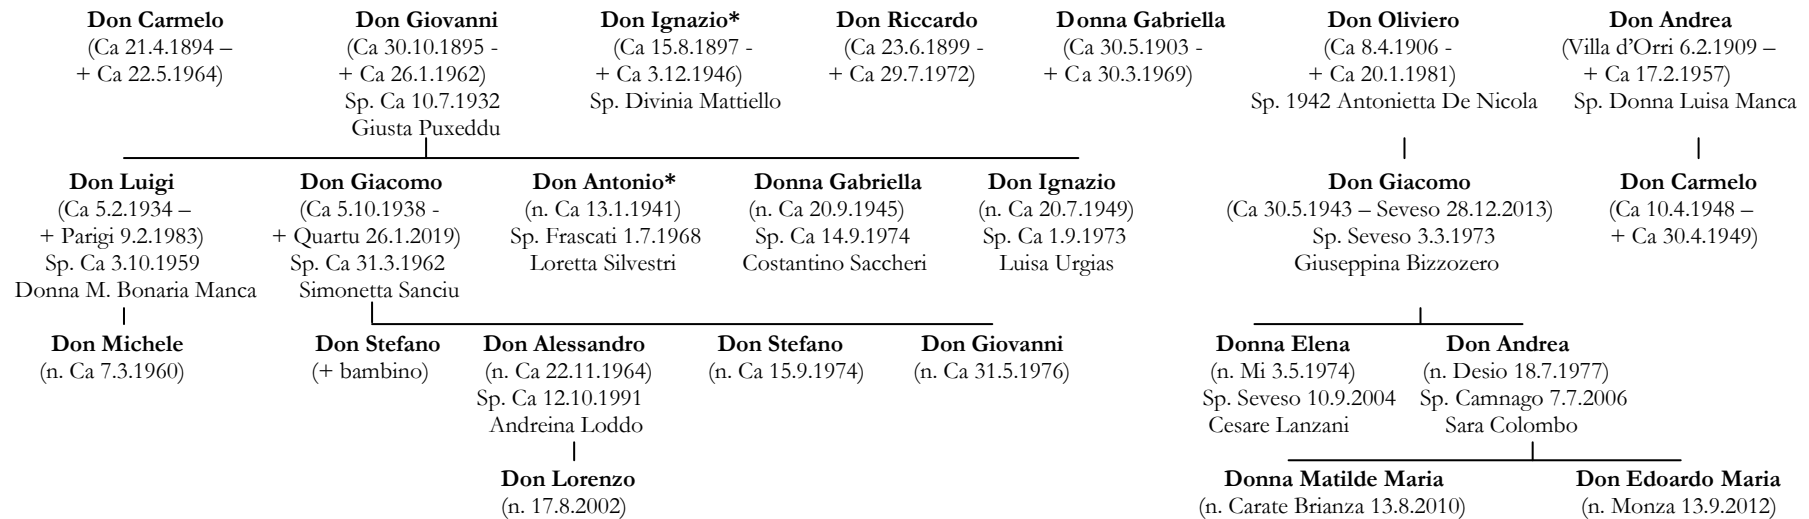 Don Carmelo
(Ca 21.4.1894 –
+ Ca 22.5.1964)
Don Giovanni
(Ca 30.10.1895 -
+ Ca 26.1.1962)
Sp. Ca 10.7.1932
Giusta Puxeddu
Don Ignazio*
(Ca 15.8.1897 -
+ Ca 3.12.1946)
Sp. Divinia Mattiello
Don Riccardo
(Ca 23.6.1899 -
+ Ca 29.7.1972)
Donna Gabriella
(Ca 30.5.1903 -
+ Ca 30.3.1969)
Don Oliviero
(Ca 8.4.1906 -
+ Ca 20.1.1981)
Sp. 1942 Antonietta De Nicola
Don Andrea
(Villa d'Orri 6.2.1909 –
+ Ca 17.2.1957)
Sp. Donna Luisa Manca
Don Luigi
(Ca 5.2.1934 –
+ Parigi 9.2.1983)
Sp. Ca 3.10.1959
Donna M. Bonaria Manca
Don Giacomo
(Ca 5.10.1938 -
+ Quartu 26.1.2019)
Sp. Ca 31.3.1962
Simonetta Sanciu
Don Antonio*
(n. Ca 13.1.1941)
Sp. Frascati 1.7.1968
Loretta Silvestri
Donna Gabriella
(n. Ca 20.9.1945)
Sp. Ca 14.9.1974
Costantino Saccheri
Don Ignazio
(n. Ca 20.7.1949)
Sp. Ca 1.9.1973
Luisa Urgias
Don Giacomo
(Ca 30.5.1943 – Seveso 28.12.2013)
Sp. Seveso 3.3.1973
Giuseppina Bizzozero
Don Carmelo
(Ca 10.4.1948 –
+ Ca 30.4.1949)
Don Michele
(n. Ca 7.3.1960)
Don Stefano
(+ bambino)
Don Alessandro
(n. Ca 22.11.1964)
Sp. Ca 12.10.1991
Andreina Loddo
Don Stefano
(n. Ca 15.9.1974)
Don Giovanni
(n. Ca 31.5.1976)
Donna Elena
(n. Mi 3.5.1974)
Sp. Seveso 10.9.2004
Cesare Lanzani
Don Andrea
(n. Desio 18.7.1977)
Sp. Camnago 7.7.2006
Sara Colombo
Don Lorenzo
(n. 17.8.2002)
Donna Matilde Maria
(n. Carate Brianza 13.8.2010)
Don Edoardo Maria
(n. Monza 13.9.2012)